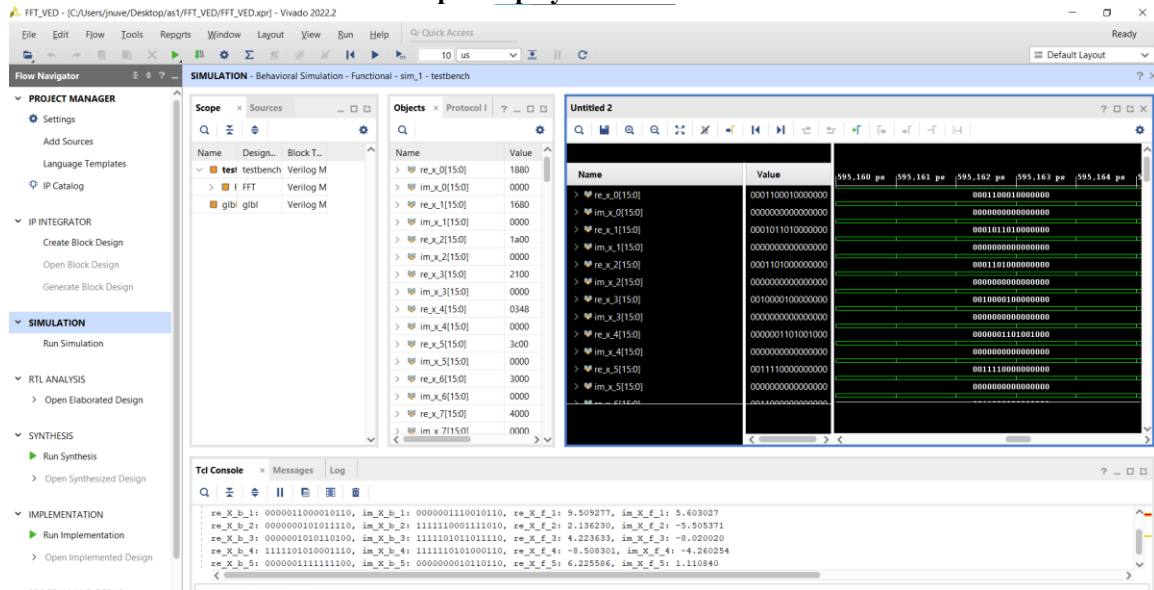 FFT_VED - [C:/Users/jnuve/Desktop/as1/FFT_VED/FFT_VED.xpr] - Vivado 2022.2
File Edit Flow Tools Reports Window Layout View Run Help Q- Quick Access Ready
10 us Default Layout
Flow Navigator
SIMULATION - Behavioral Simulation - Functional - sim_1 - testbench
PROJECT MANAGER
Settings
Add Sources
Language Templates
IP Catalog
IP INTEGRATOR
Create Block Design
Open Block Design
Generate Block Design
SIMULATION
Run Simulation
RTL ANALYSIS
Open Elaborated Design
SYNTHESIS
Run Synthesis
Open Synthesized Design
IMPLEMENTATION
Run Implementation
Open Implemented Design
Scope Sources
Name Design... Block T...
test testbench Verilog M
F FFT Verilog M
glbl glbl Verilog M
Objects Protocol I
Name Value
re_x_0[15:0] 1880
im_x_0[15:0] 0000
re_x_1[15:0] 1680
im_x_1[15:0] 0000
re_x_2[15:0] 1a00
im_x_2[15:0] 0000
re_x_3[15:0] 2100
im_x_3[15:0] 0000
re_x_4[15:0] 0348
im_x_4[15:0] 0000
re_x_5[15:0] 3c00
im_x_5[15:0] 0000
re_x_6[15:0] 3000
im_x_6[15:0] 0000
re_x_7[15:0] 4000
im_x_7[15:0] 0000
Untitled 2
Name Value 595,160 ps 595,161 ps 595,162 ps 595,163 ps 595,164 ps
re_x_0[15:0] 0001100010000000 0001100010000000
im_x_0[15:0] 0000000000000000 0000000000000000
re_x_1[15:0] 0001011010000000 0001011010000000
im_x_1[15:0] 0000000000000000 0000000000000000
re_x_2[15:0] 0001101000000000 0001101000000000
im_x_2[15:0] 0000000000000000 0000000000000000
re_x_3[15:0] 0010000100000000 0010000100000000
im_x_3[15:0] 0000000000000000 0000000000000000
re_x_4[15:0] 0000001101001000 0000001101001000
im_x_4[15:0] 0000000000000000 0000000000000000
re_x_5[15:0] 0011110000000000 0011110000000000
im_x_5[15:0] 0000000000000000 0000000000000000
Tcl Console Messages Log
re_X_b_1: 0000011000010110, im_X_b_1: 0000001110010110, re_X_f_1: 9.509277, im_X_f_1: 5.603027
re_X_b_2: 0000000101011110, im_X_b_2: 1111110001111010, re_X_f_2: 2.136230, im_X_f_2: -5.505371
re_X_b_3: 0000001010110100, im_X_b_3: 1111101011011110, re_X_f_3: 4.223633, im_X_f_3: -8.020020
re_X_b_4: 1111101010001110, im_X_b_4: 1111110101000110, re_X_f_4: -8.508301, im_X_f_4: -4.260254
re_X_b_5: 0000001111111100, im_X_b_5: 0000000010110110, re_X_f_5: 6.225586, im_X_f_5: 1.110840